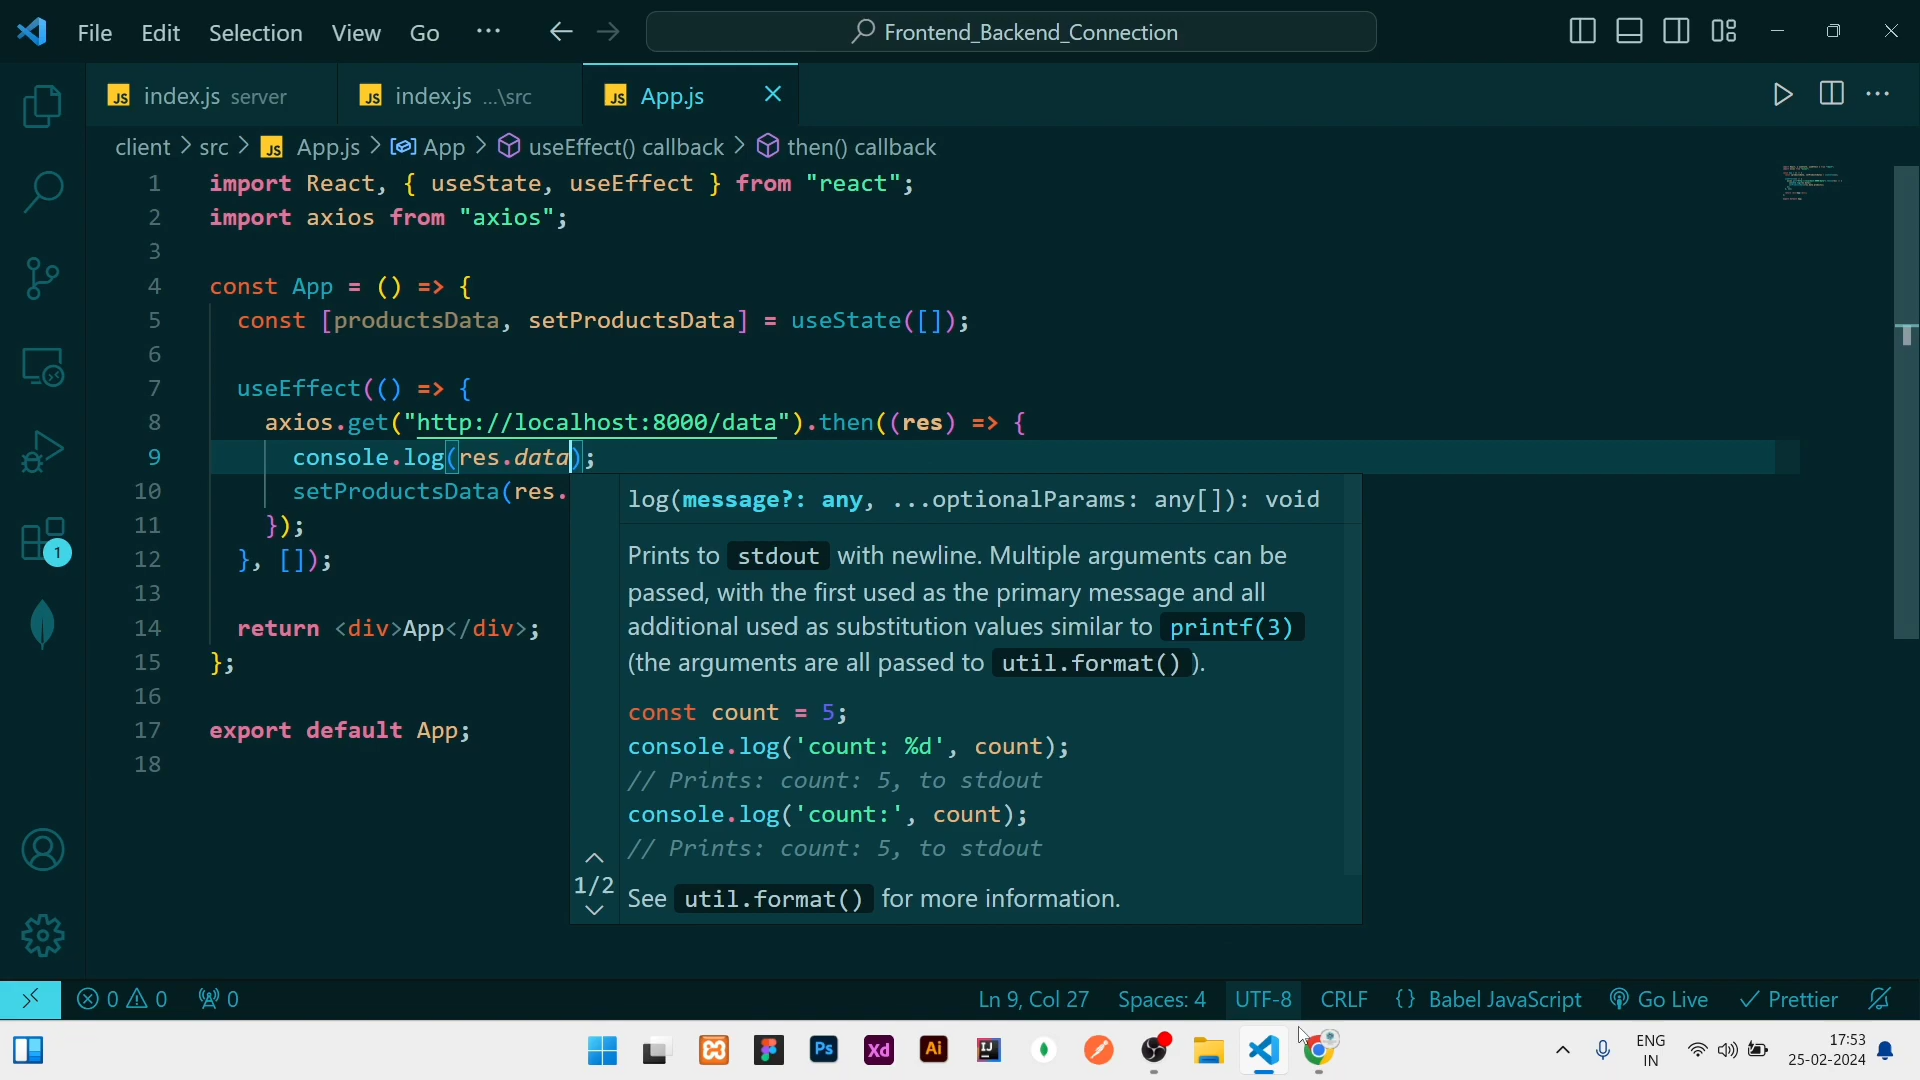 File Edit Selection View Go ··· Frontend_Backend_Connection
JS index.js server JS index.js ...\src JS App.js
client > src > JS App.js > App > useEffect() callback > then() callback
1 import React, { useState, useEffect } from "react";
2 import axios from "axios";
3
4 const App = () => {
5 const [productsData, setProductsData] = useState([]);
6
7 useEffect(() => {
8 axios.get("http://localhost:8000/data").then((res) => {
9 console.log(res.data);
10 setProductsData(res.
11 });
12 }, []);
13
14 return <div>App</div>;
15 };
16
17 export default App;
18
log(message?: any, ...optionalParams: any[]): void
Prints to stdout with newline. Multiple arguments can be
passed, with the first used as the primary message and all
additional used as substitution values similar to printf(3)
(the arguments are all passed to util.format() ).
const count = 5;
console.log('count: %d', count);
// Prints: count: 5, to stdout
console.log('count:', count);
// Prints: count: 5, to stdout
1/2
See util.format() for more information.
1
0 0 0 Ln 9, Col 27 Spaces: 4 UTF-8 CRLF {} Babel JavaScript Go Live Prettier
Ps Xd Ai IJ ENG 17:53
IN 25-02-2024